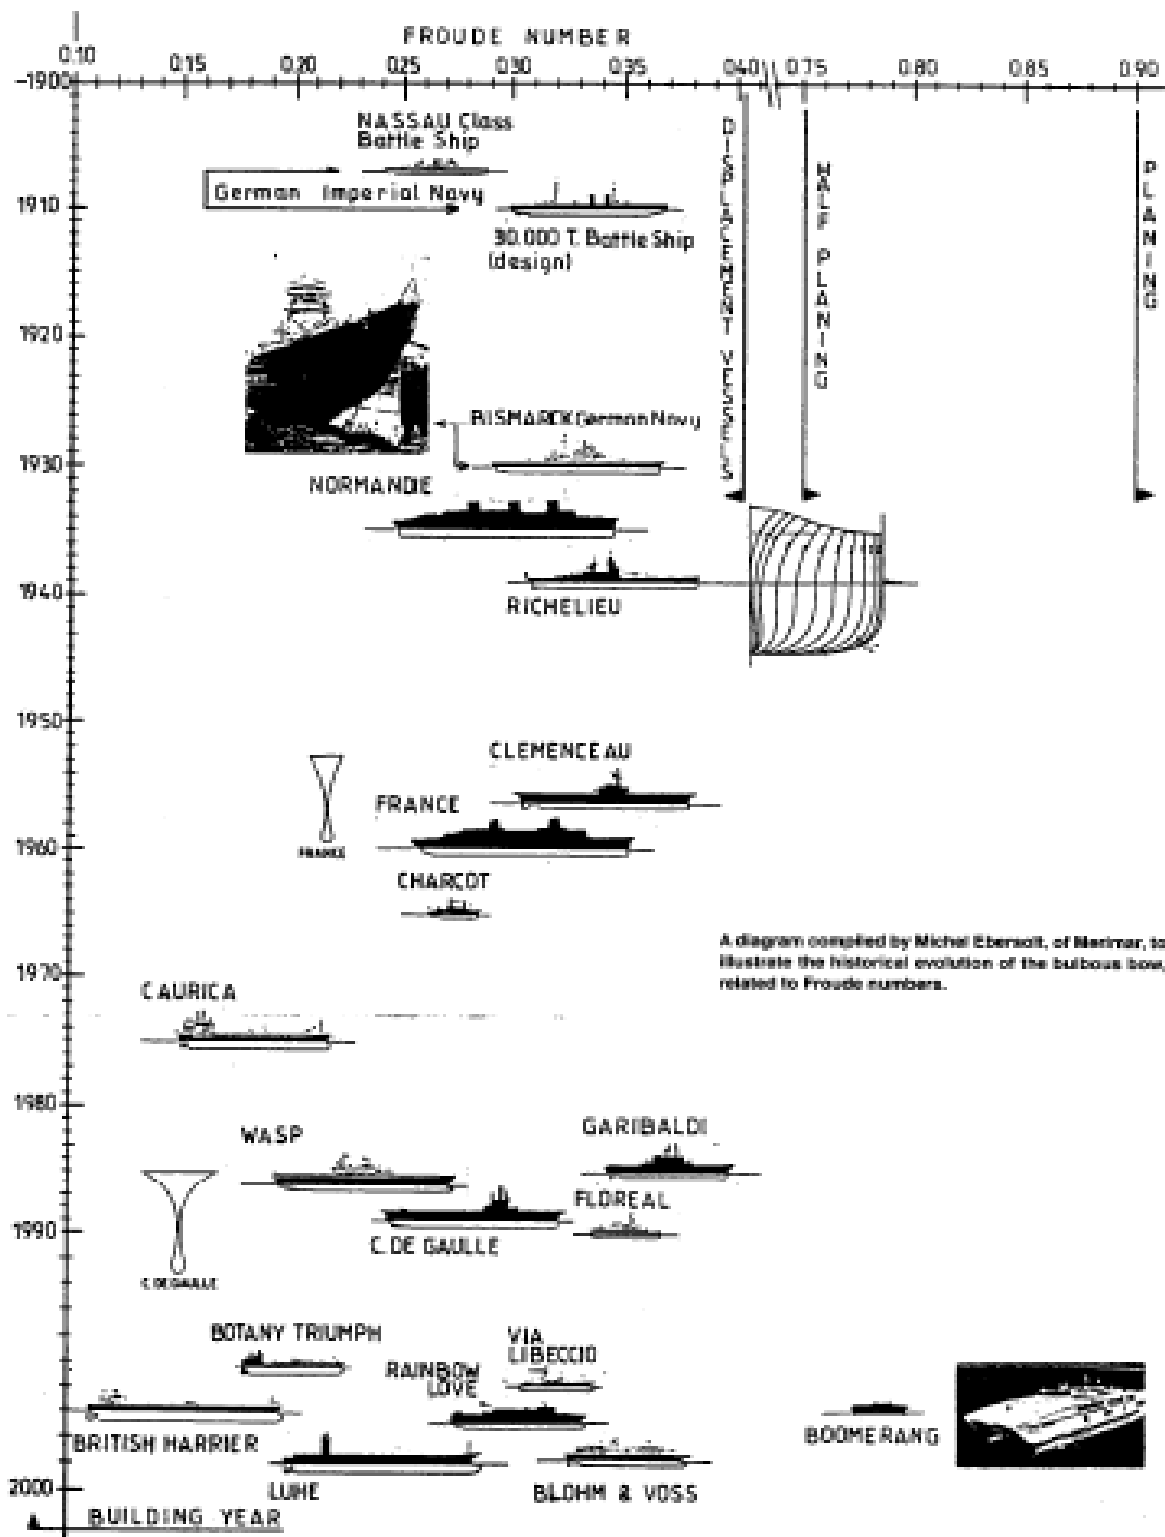 FROUDE NUMBER
0.10 0.15 0.20 0.25 0.30 0.35 0.40 0.75 0.80 0.85 0.90
1900
NASSAU Class
Battle Ship
German Imperial Navy
1910
30.000 T. Battle Ship
(design)
DISPLACEMENT VESSELS
HALF PLANING
PLANING
1920
BISMARCK German Navy
1930
NORMANDIE
1940
RICHELIEU
1950
CLEMENCEAU
FRANCE
FRANCE
1960
CHARCOT
A diagram compiled by Michel Ebersolt, of Nerimar, to
illustrate the historical evolution of the bulbous bow,
related to Froude numbers.
1970
CAURICA
1980
WASP
GARIBALDI
FLOREAL
1990
C. DE GAULLE
C. DE GAULLE
BOTANY TRIUMPH
VIA
LIBECCIO
RAINBOW
LOVE
BRITISH HARRIER
BOOMERANG
LUHE
BLOHM & VOSS
2000
BUILDING YEAR